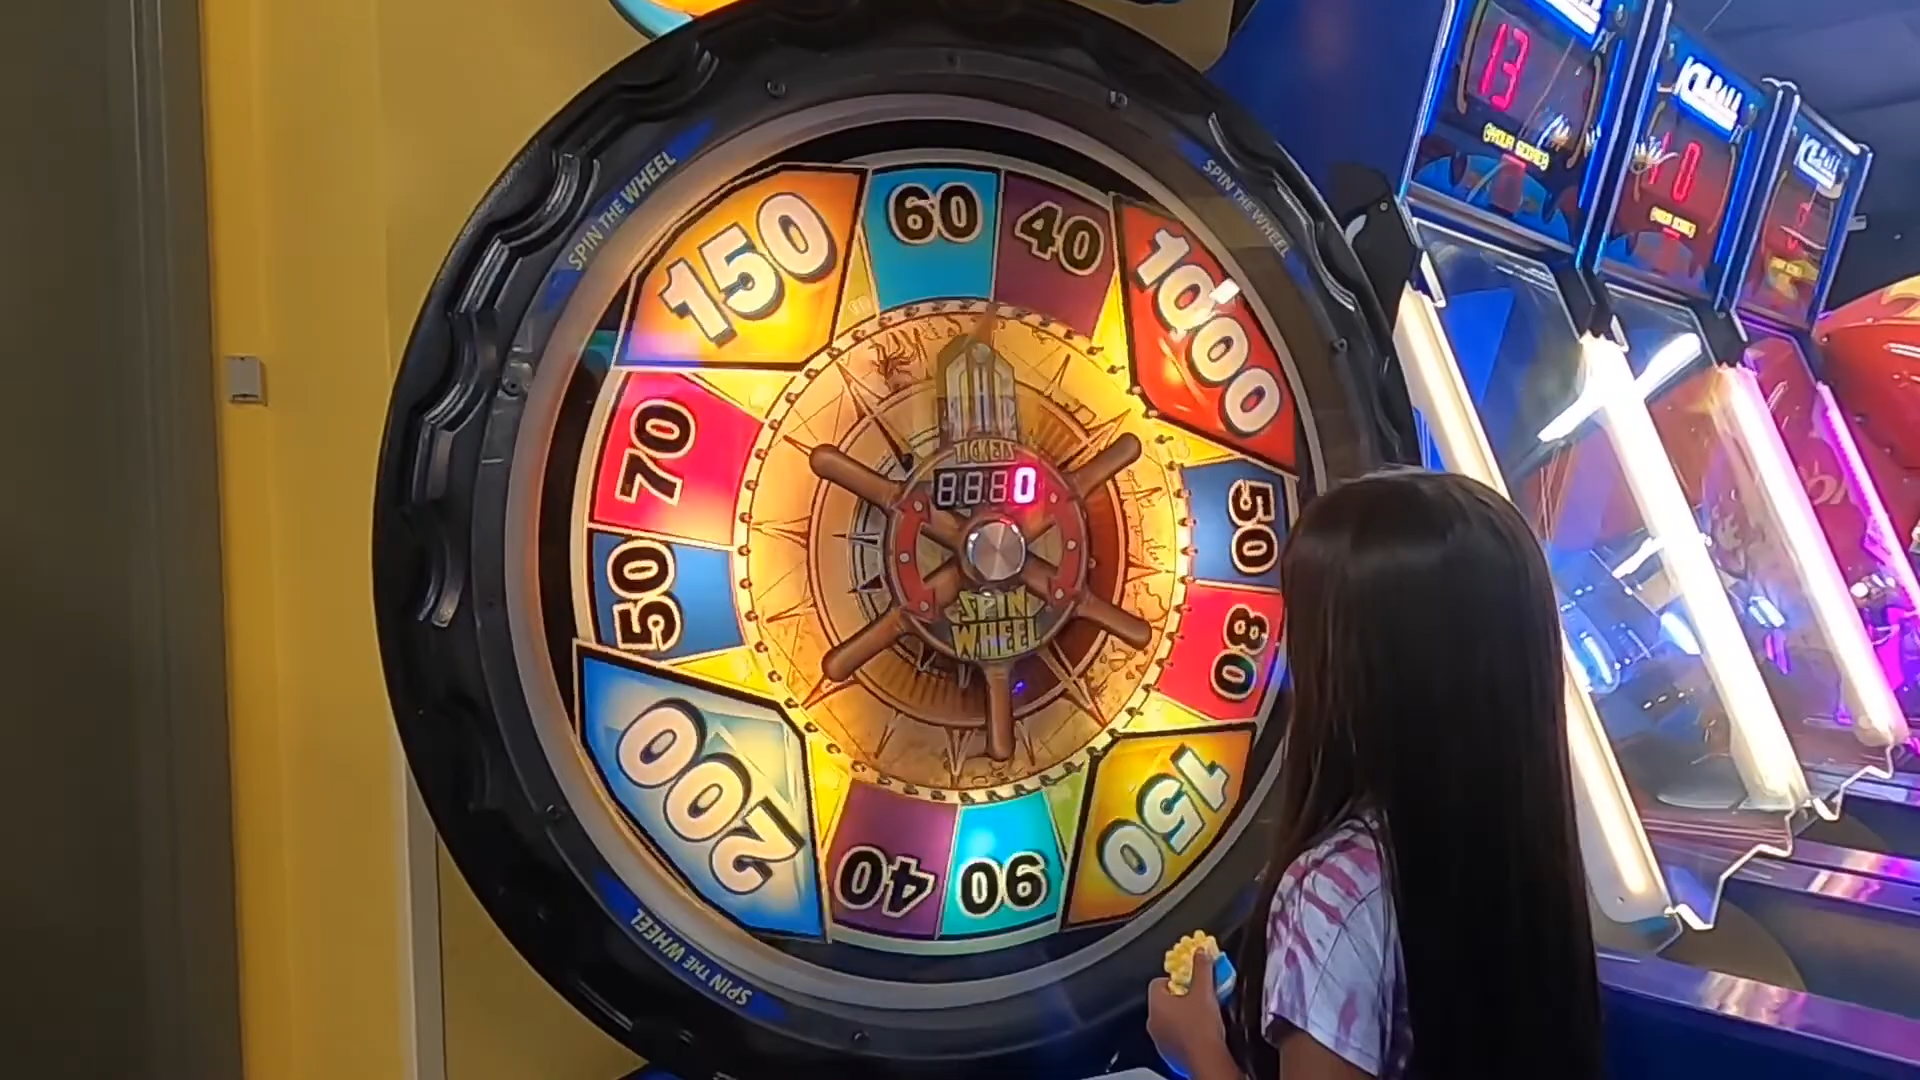 SPIN THE WHEEL
SPIN THE WHEEL
SPIN THE WHEEL
150
60
40
1000
70
50
50
80
200
40
90
150
TICKETS
0
SPIN
WHEEL
13